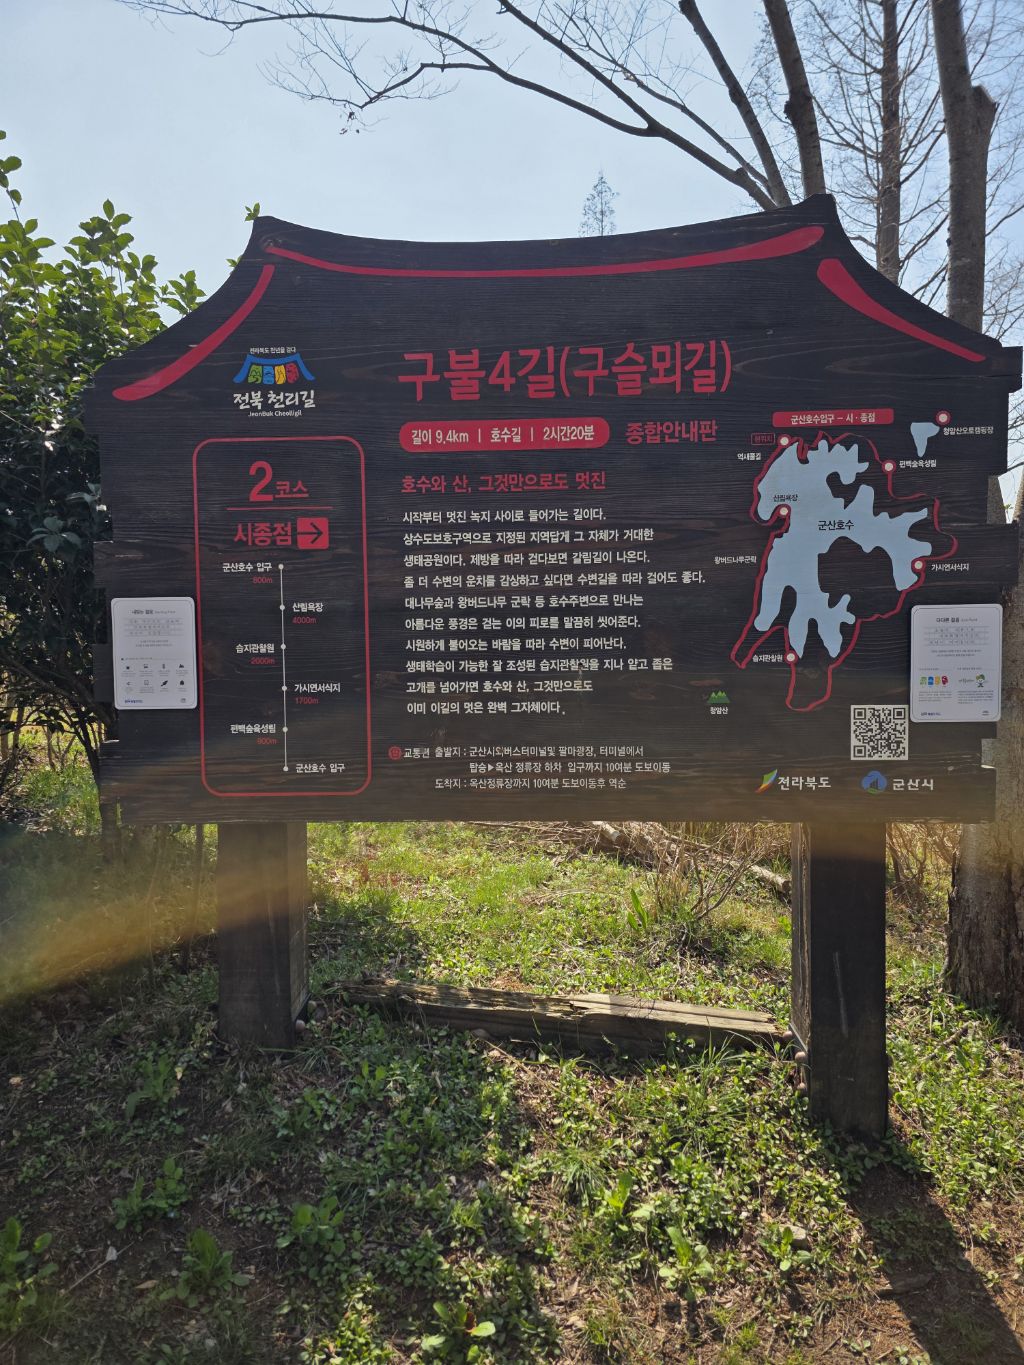 전라북도 천년을 걷다
전북 천리길
JeonBuk Cheolligil
구불4길(구슬뫼길)
길이 9.4km | 호수길 | 2시간20분
종합안내판
2코스
시종점
군산호수 입구
800m
산림욕장
4000m
습지관찰원
2000m
가시연서식지
1700m
편백숲육성림
900m
군산호수 입구
호수와 산, 그것만으로도 멋진
시작부터 멋진 녹지 사이로 들어가는 길이다.
상수도보호구역으로 지정된 지역답게 그 자체가 거대한
생태공원이다. 제방을 따라 걷다보면 갈림길이 나온다.
좀 더 수변의 운치를 감상하고 싶다면 수변길을 따라 걸어도 좋다.
대나무숲과 왕버드나무 군락 등 호수주변으로 만나는
아름다운 풍경은 걷는 이의 피로를 말끔히 씻어준다.
시원하게 불어오는 바람을 따라 수변이 피어난다.
생태학습이 가능한 잘 조성된 습지관찰원을 지나 얕고 좁은
고개를 넘어가면 호수와 산, 그것만으로도
이미 이길의 멋은 완벽 그자체이다.
교통편 출발지 : 군산시외버스터미널및 팔마광장, 터미널에서
탑승▶옥산 정류장 하차 입구까지 10여분 도보이동
도착지 : 옥산정류장까지 10여분 도보이동후 역순
군산호수입구 – 시 · 종점
현위치
억새풀길
청암산오토캠핑장
편백숲육성림
산림욕장
군산호수
왕버드나무군락
가시연서식지
습지관찰원
청암산
전라북도
군산시